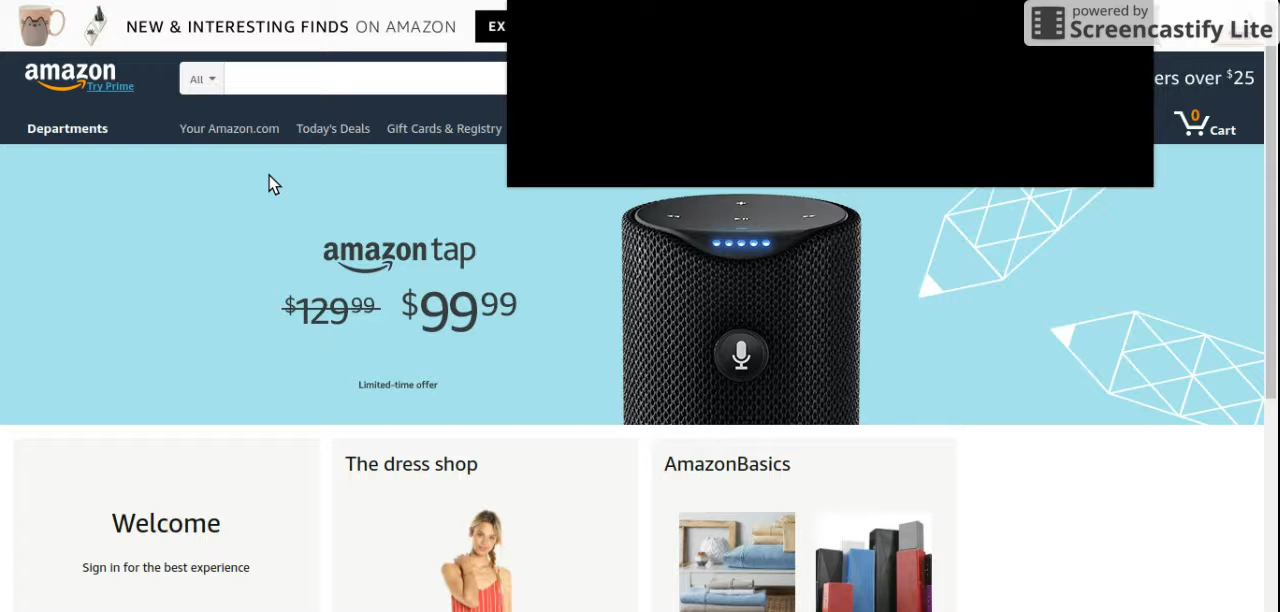 NEW & INTERESTING FINDS ON AMAZON
EX
powered by
Screencastify Lite
amazon
Try Prime
All
ers over $25
Departments
Your Amazon.com
Today's Deals
Gift Cards & Registry
0
Cart
amazon tap
$129 99 $99 99
Limited-time offer
Welcome
Sign in for the best experience
The dress shop
AmazonBasics